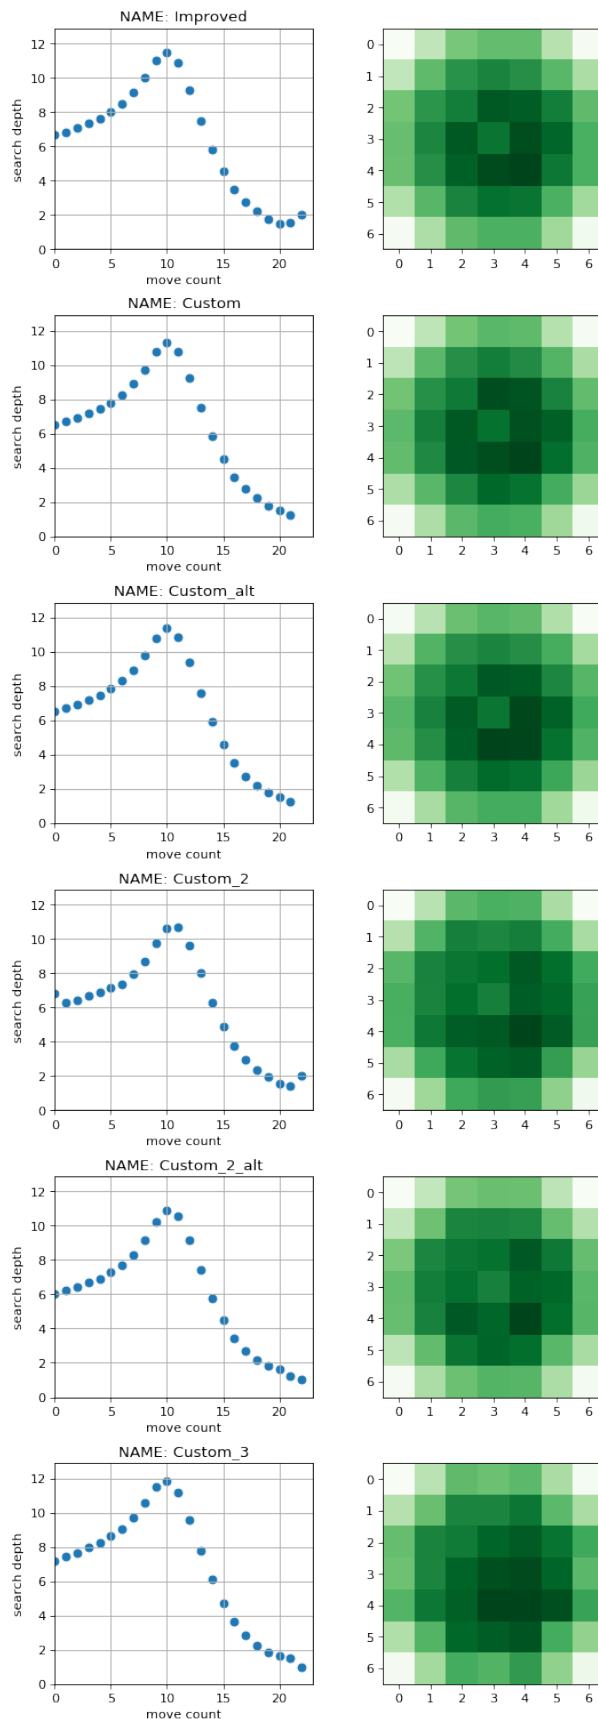 NAME: Improved
12
10
8
6
4
2
0
search depth
0 5 10 15 20
move count
0
1
2
3
4
5
6
0 1 2 3 4 5 6
NAME: Custom
12
10
8
6
4
2
0
search depth
0 5 10 15 20
move count
0
1
2
3
4
5
6
0 1 2 3 4 5 6
NAME: Custom_alt
12
10
8
6
4
2
0
search depth
0 5 10 15 20
move count
0
1
2
3
4
5
6
0 1 2 3 4 5 6
NAME: Custom_2
12
10
8
6
4
2
0
search depth
0 5 10 15 20
move count
0
1
2
3
4
5
6
0 1 2 3 4 5 6
NAME: Custom_2_alt
12
10
8
6
4
2
0
search depth
0 5 10 15 20
move count
0
1
2
3
4
5
6
0 1 2 3 4 5 6
NAME: Custom_3
12
10
8
6
4
2
0
search depth
0 5 10 15 20
move count
0
1
2
3
4
5
6
0 1 2 3 4 5 6